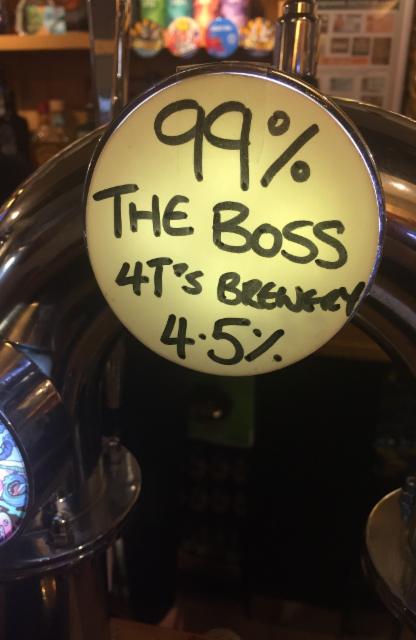 99%
THE BOSS
4T's BREWERY
4.5%